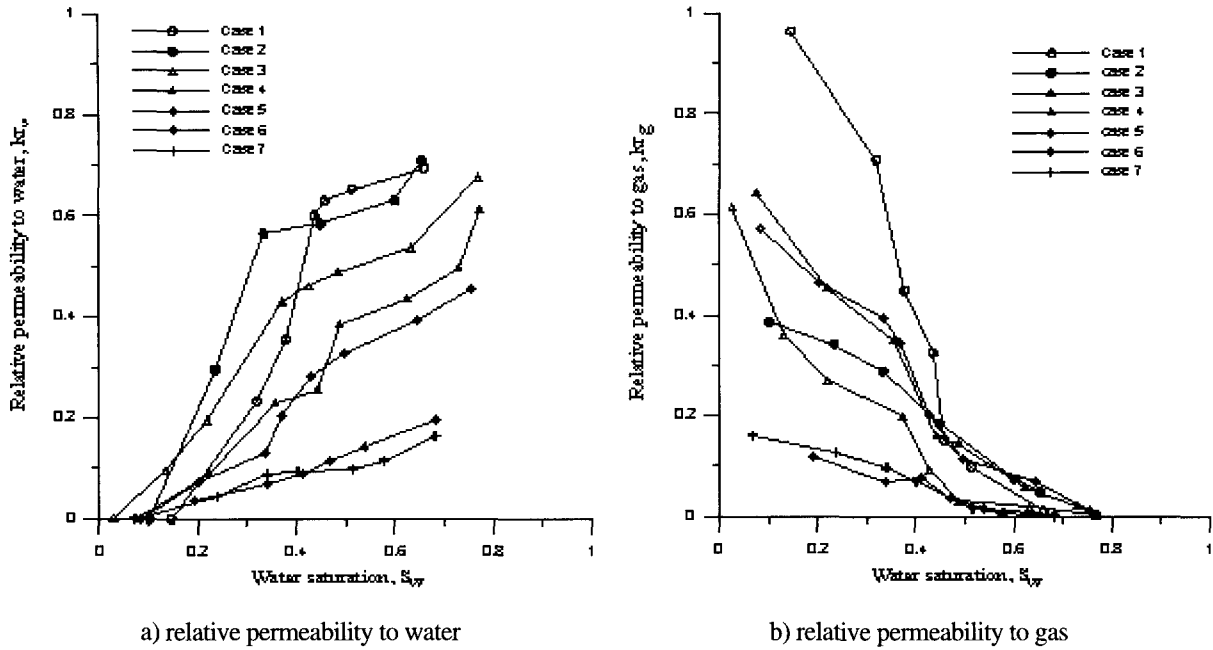 1
0.8
0.6
0.4
0.2
0
0 0.2 0.4 0.6 0.8 1
Relative permeability to water, krw
Water saturation, Sw
Case 1
Case 2
Case 3
Case 4
Case 5
Case 6
Case 7
a) relative permeability to water
1
0.8
0.6
0.4
0.2
0
0 0.2 0.4 0.6 0.8 1
Relative permeability to gas, krg
Water saturation, Sw
Case 1
case 2
case 3
case 4
case 5
case 6
case 7
b) relative permeability to gas